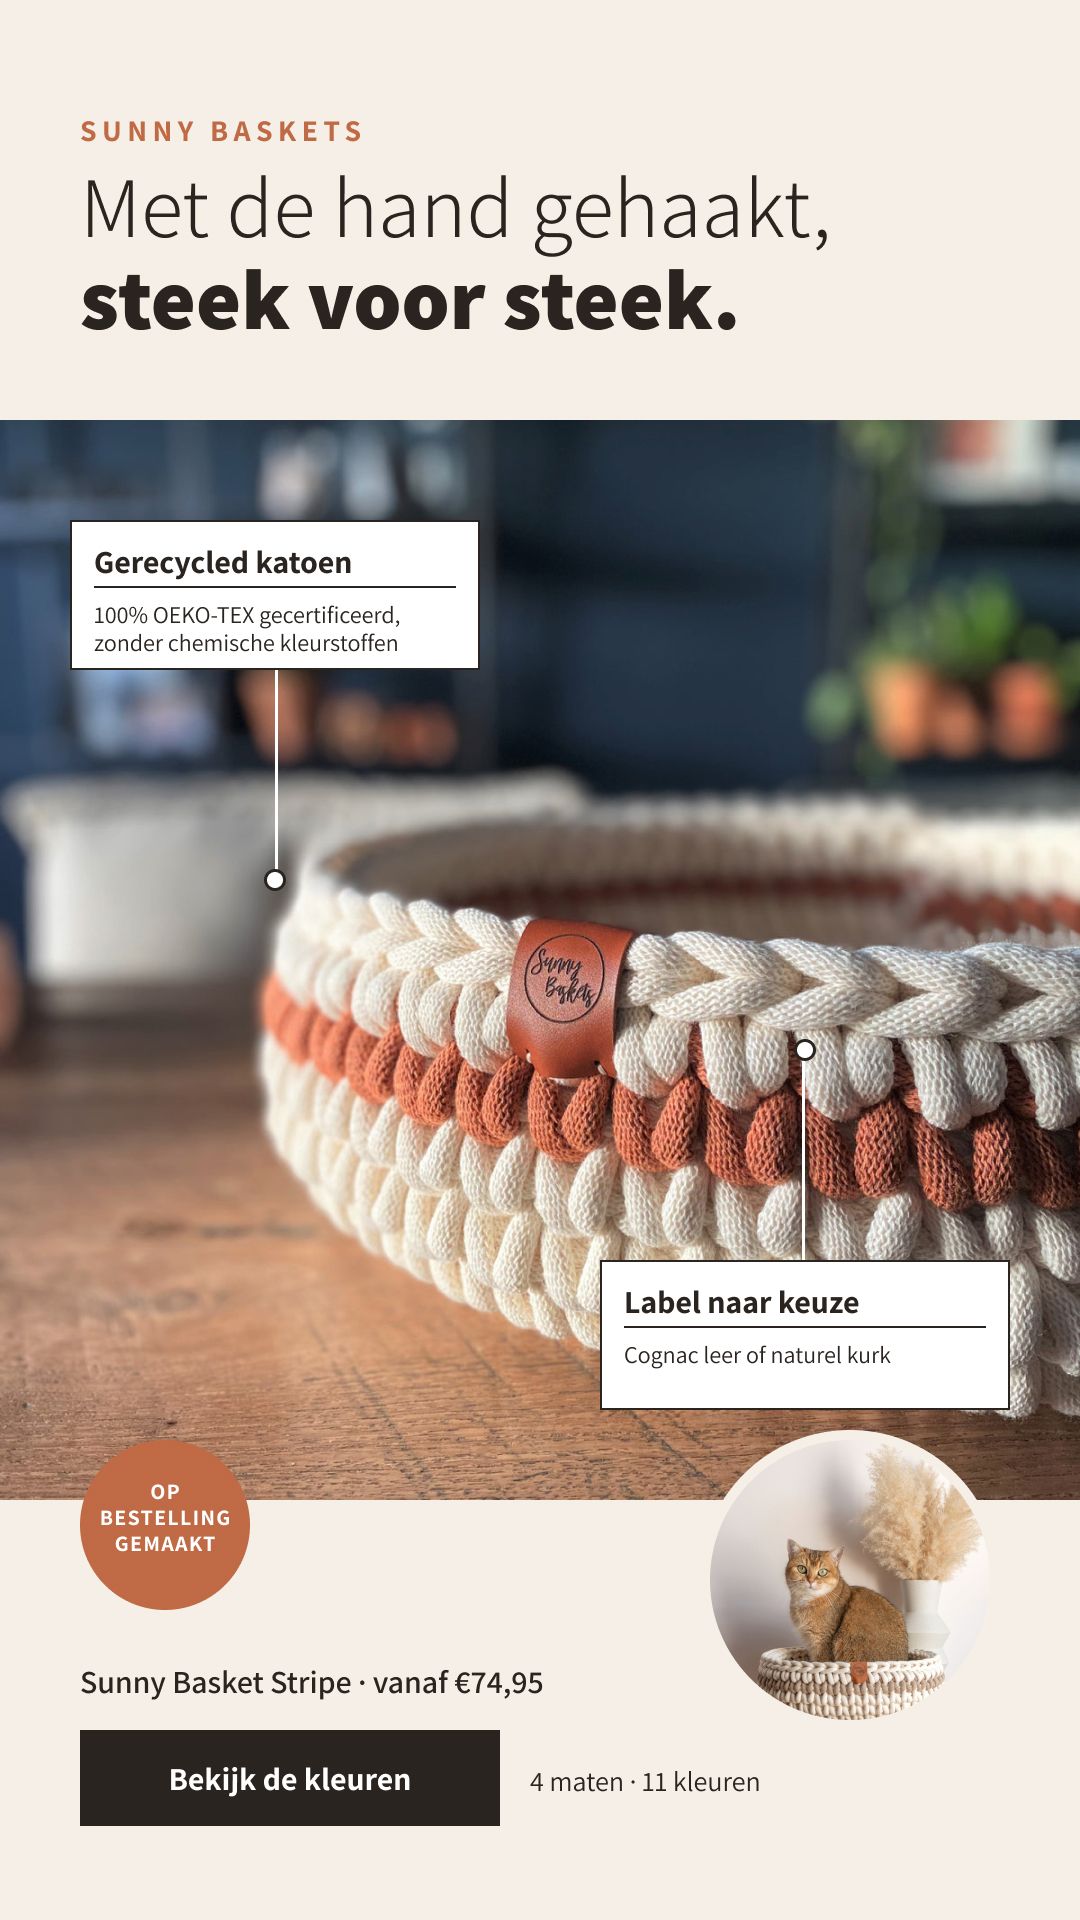 SUNNY BASKETS
Met de hand gehaakt,
steek voor steek.
Gerecycled katoen
100% OEKO-TEX gecertificeerd,
zonder chemische kleurstoffen
Sunny
Baskets
Label naar keuze
Cognac leer of naturel kurk
OP
BESTELLING
GEMAAKT
Sunny Basket Stripe · vanaf €74,95
Bekijk de kleuren
4 maten · 11 kleuren